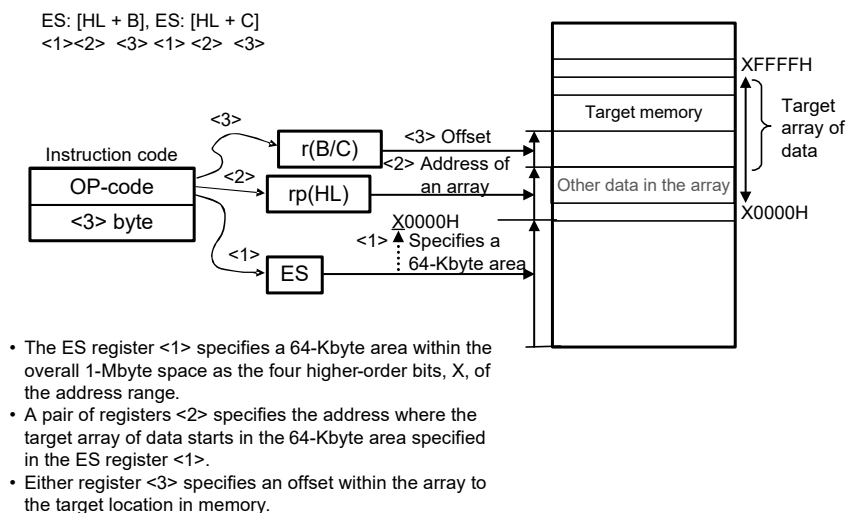 ES: [HL + B], ES: [HL + C]
<1><2> <3> <1> <2> <3>
XFFFFH
Target memory
Target
array of
data
<3>
r(B/C)
<3> Offset
Instruction code
OP-code
<2>
rp(HL)
<2> Address of
an array
Other data in the array
<3> byte
X0000H
X0000H
<1>
Specifies a
64-Kbyte area
<1>
ES
• The ES register <1> specifies a 64-Kbyte area within the
overall 1-Mbyte space as the four higher-order bits, X, of
the address range.
• A pair of registers <2> specifies the address where the
target array of data starts in the 64-Kbyte area specified
in the ES register <1>.
• Either register <3> specifies an offset within the array to
the target location in memory.